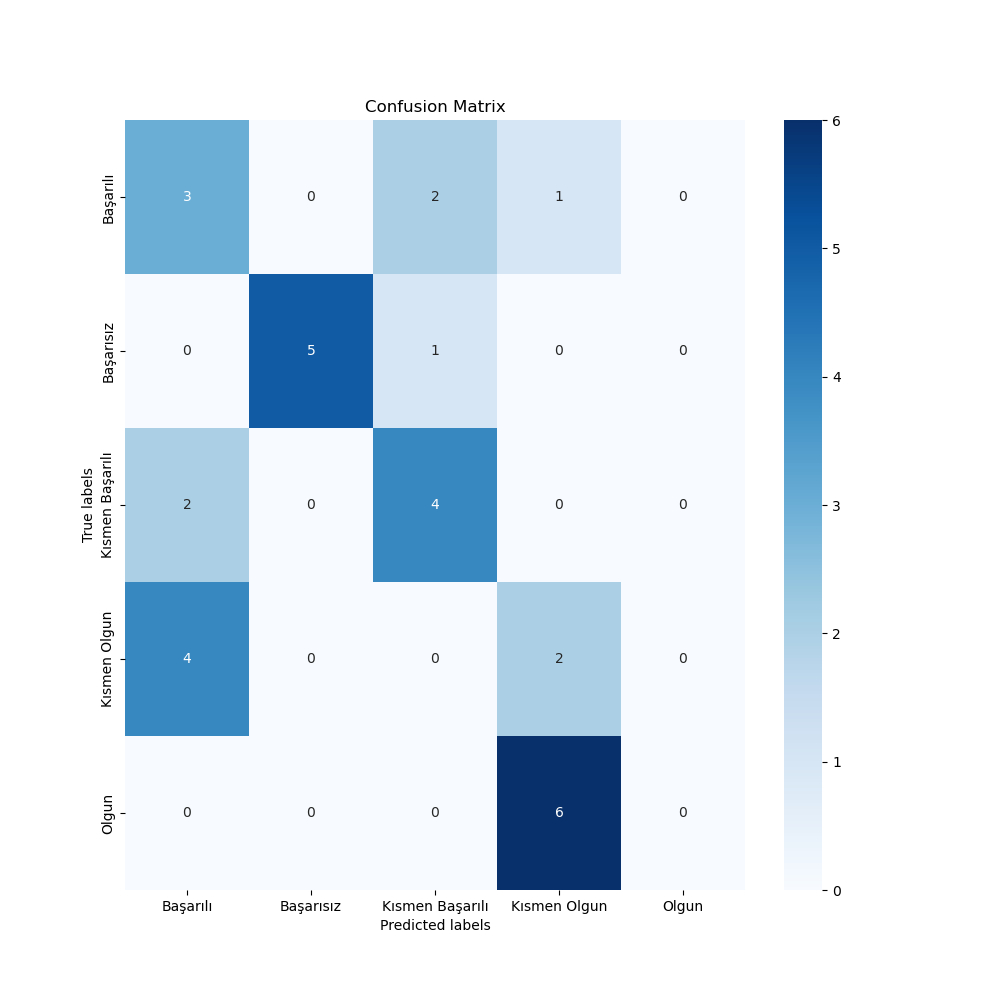 Confusion Matrix
True labels
Başarılı
3 0 2 1 0
Başarısız
0 5 1 0 0
Kısmen Başarılı
2 0 4 0 0
Kısmen Olgun
4 0 0 2 0
Olgun
0 0 0 6 0
Başarılı Başarısız Kısmen Başarılı Kısmen Olgun Olgun
Predicted labels
6
5
4
3
2
1
0